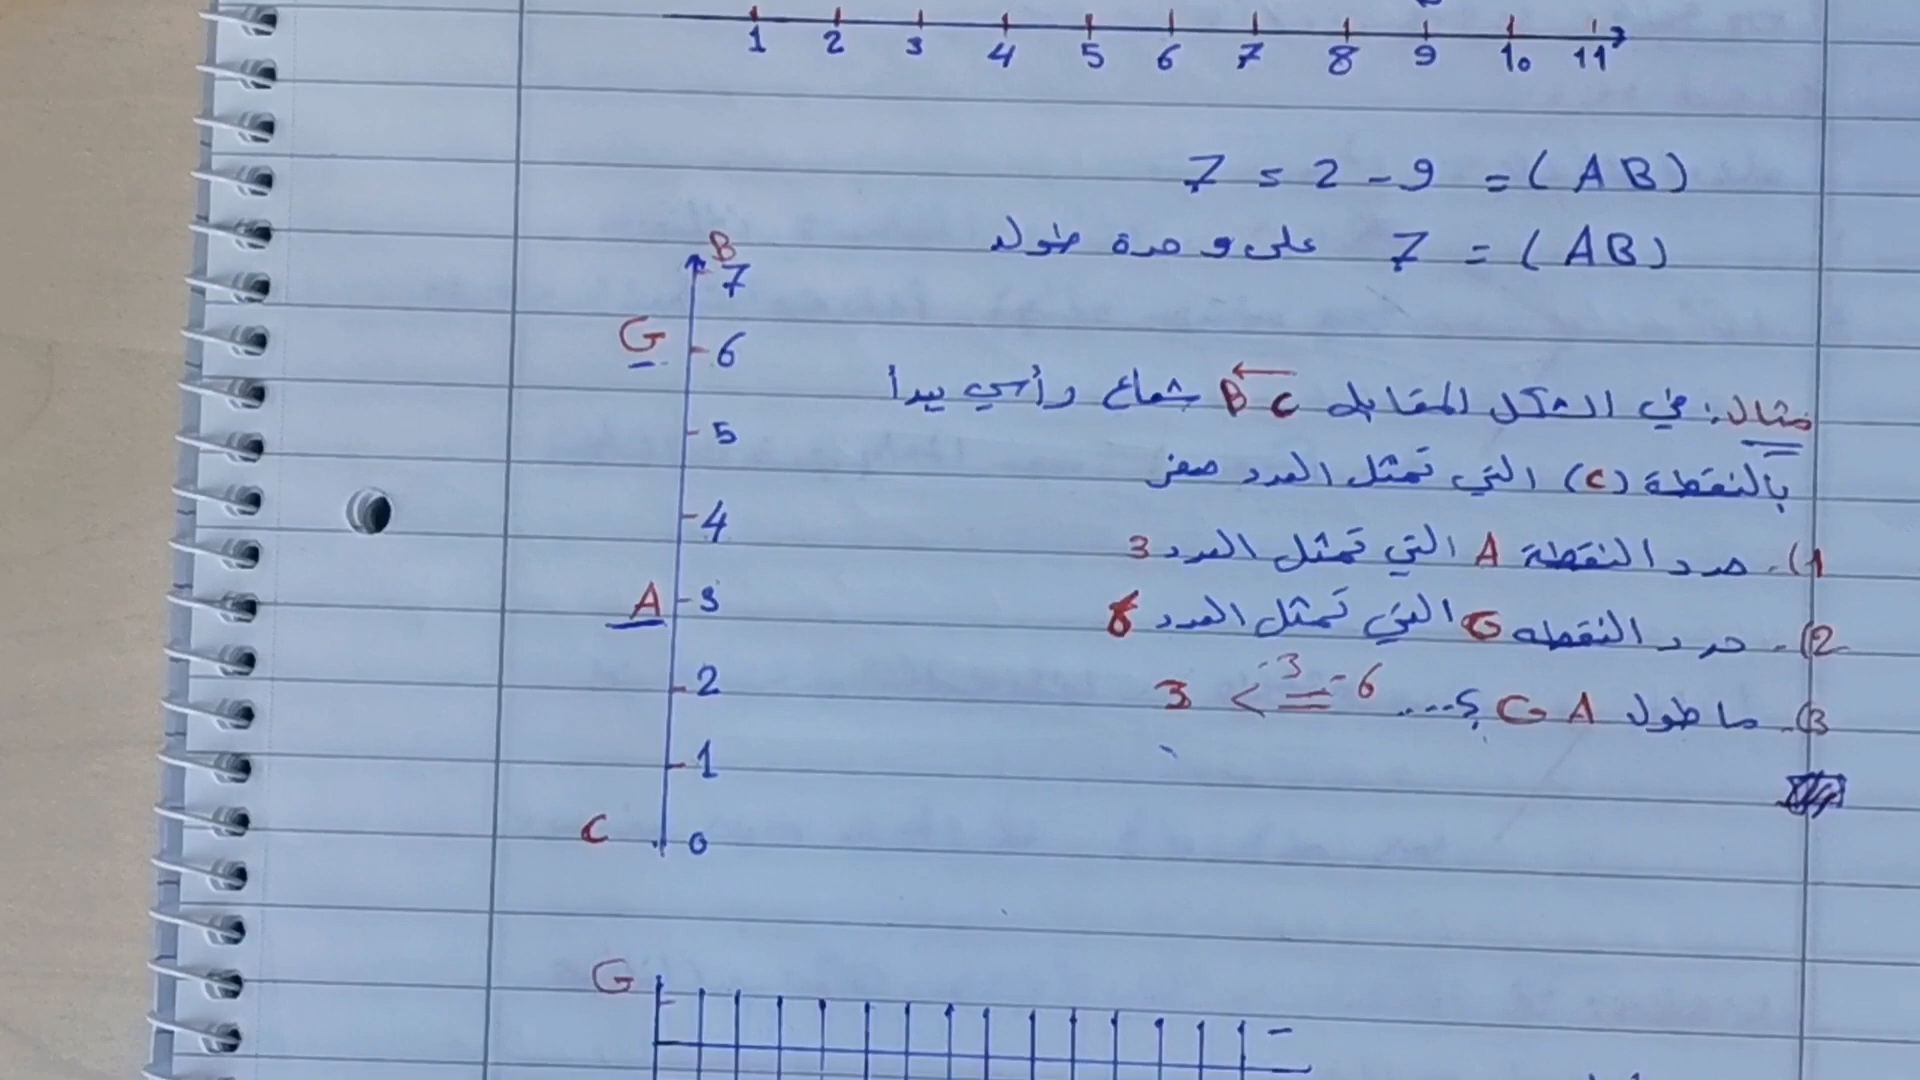 1 2 3 4 5 6 7 8 9 10 11
(AB) = 9 - 2 = 7
(AB) = 7 على وحدة طول
B
7
G 6
5
4
A 3
2
1
C 0
مثال: في الشكل المقابل BC شعاع رأسي يبدأ
بالنقطة (C) التي تمثل العدد صفر
1). حدد النقطة A التي تمثل العدد 3
2). حدد النقطه G التي تمثل العدد 6
3). ما طول GA ؟.... 6 - 3 = > 3
G